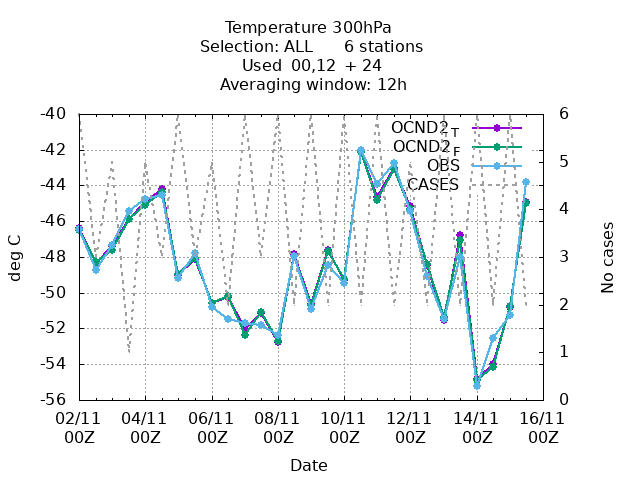 Temperature 300hPa
Selection: ALL 6 stations
Used 00,12 + 24
Averaging window: 12h
OCND2_T
OCND2_F
OBS
CASES
-40
-42
-44
-46
-48
-50
-52
-54
-56
6
5
4
3
2
1
0
deg C
No cases
02/11 04/11 06/11 08/11 10/11 12/11 14/11 16/11
00Z 00Z 00Z 00Z 00Z 00Z 00Z 00Z
Date